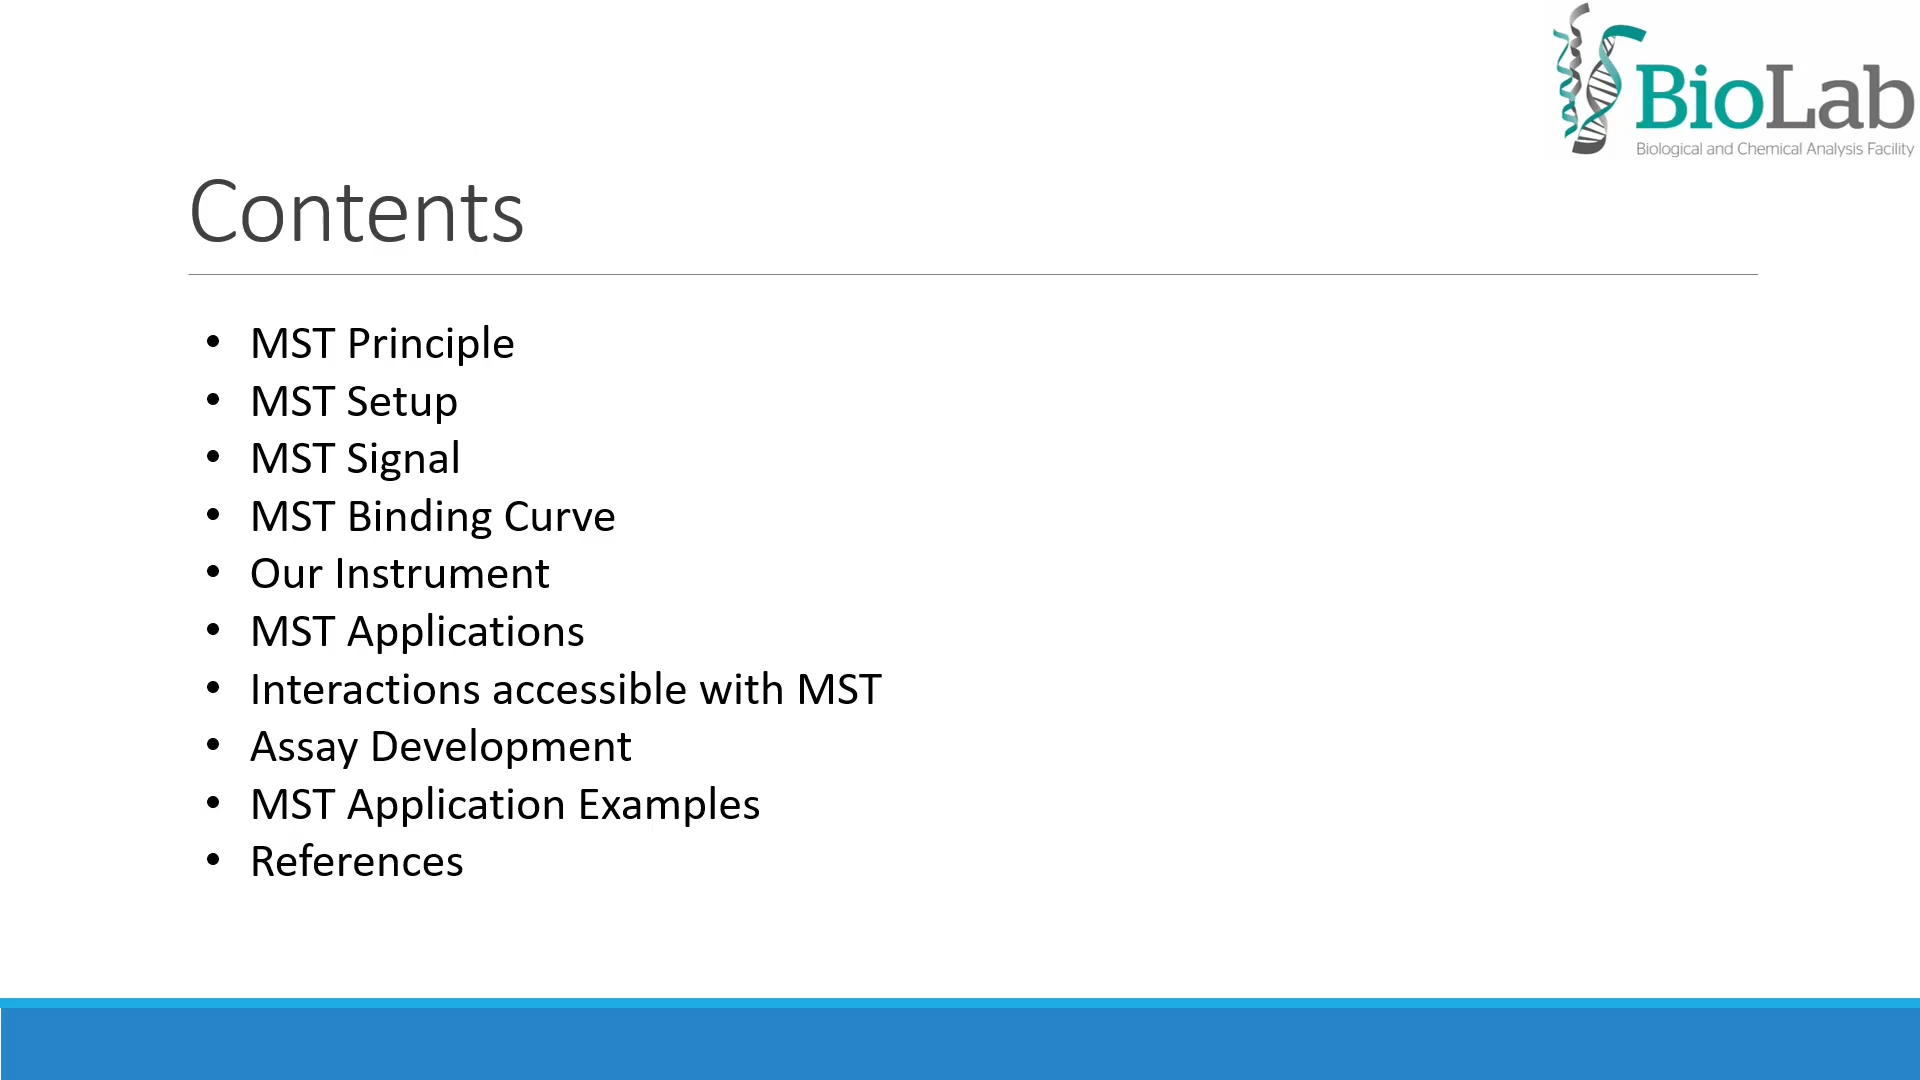 BioLab
Biological and Chemical Analysis Facility
Contents
• MST Principle
• MST Setup
• MST Signal
• MST Binding Curve
• Our Instrument
• MST Applications
• Interactions accessible with MST
• Assay Development
• MST Application Examples
• References